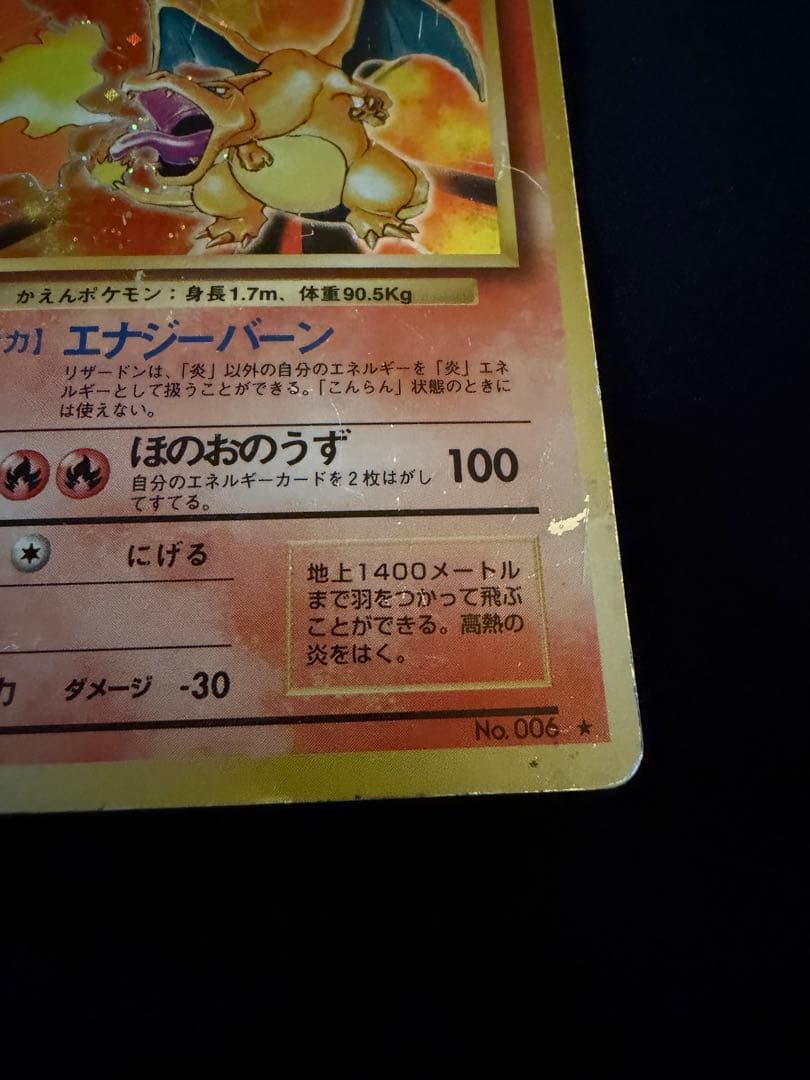 かえんポケモン：身長1.7m、体重90.5Kg
力］エナジーバーン
リザードンは、「炎」以外の自分のエネルギーを「炎」エネ
ルギーとして扱うことができる。「こんらん」状態のときに
は使えない。
ほのおのうず 100
自分のエネルギーカードを2枚はがし
てすてる。
にげる
地上1400メートル
まで羽をつかって飛ぶ
ことができる。高熱の
炎をはく。
力 ダメージ -30
No. 006 ★